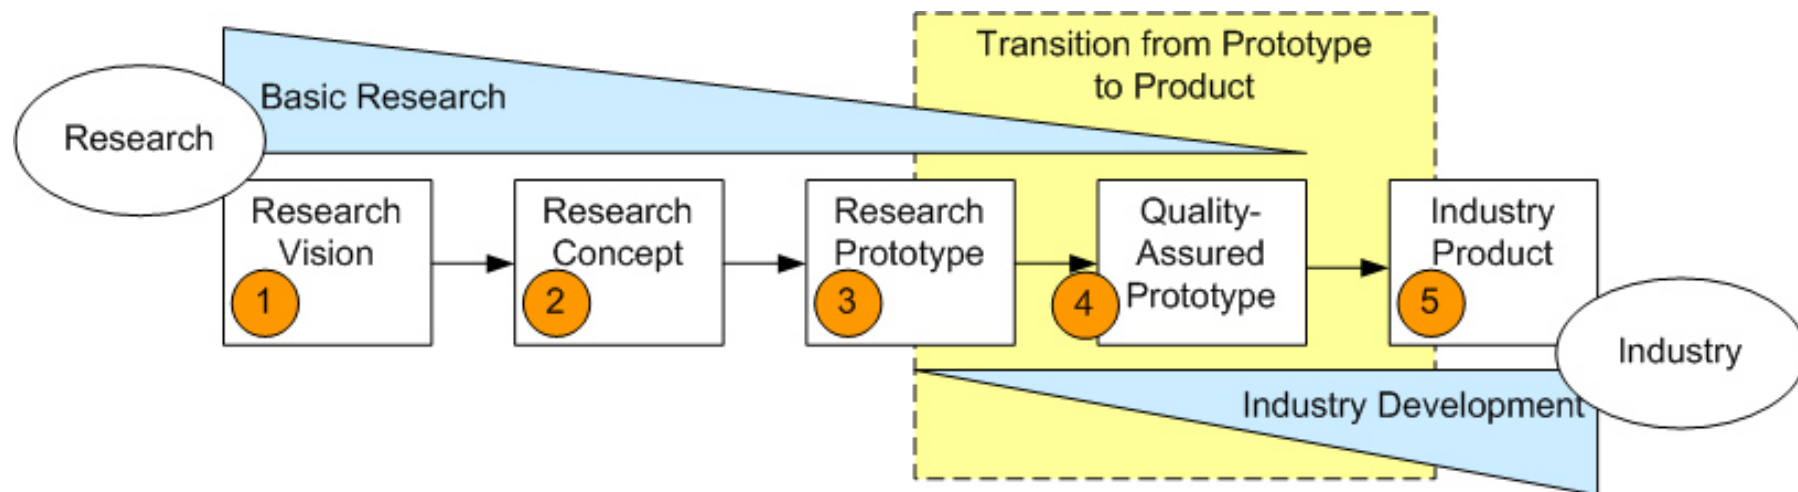 Transition from Prototype
to Product
Basic Research
Research
Research
Vision
1
Research
Concept
2
Research
Prototype
3
Quality-
Assured
Prototype
4
Industry
Product
5
Industry
Industry Development